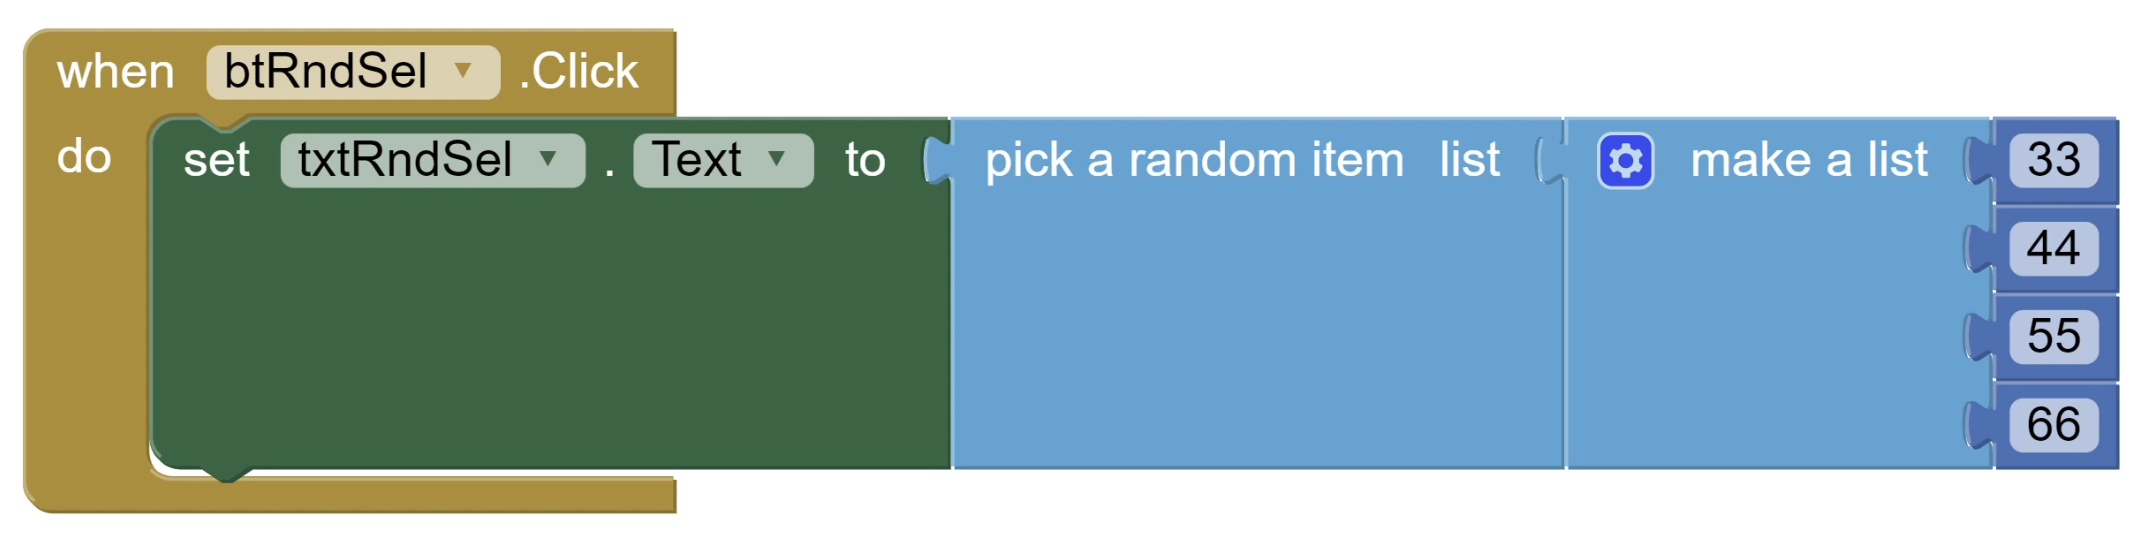 when btRndSel ▾ .Click
do set txtRndSel ▾ . Text ▾ to pick a random item list make a list 33
44
55
66